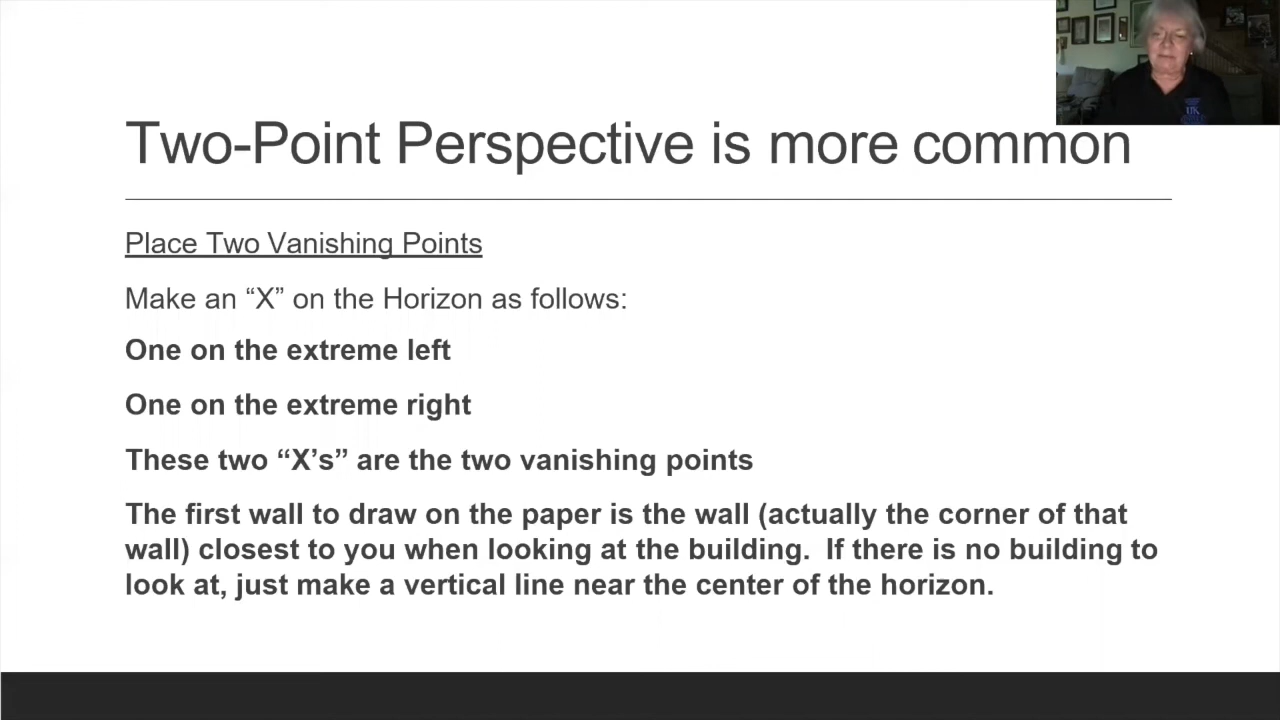 Two-Point Perspective is more common
Place Two Vanishing Points
Make an “X” on the Horizon as follows:
One on the extreme left
One on the extreme right
These two “X’s” are the two vanishing points
The first wall to draw on the paper is the wall (actually the corner of that
wall) closest to you when looking at the building.  If there is no building to
look at, just make a vertical line near the center of the horizon.
UK